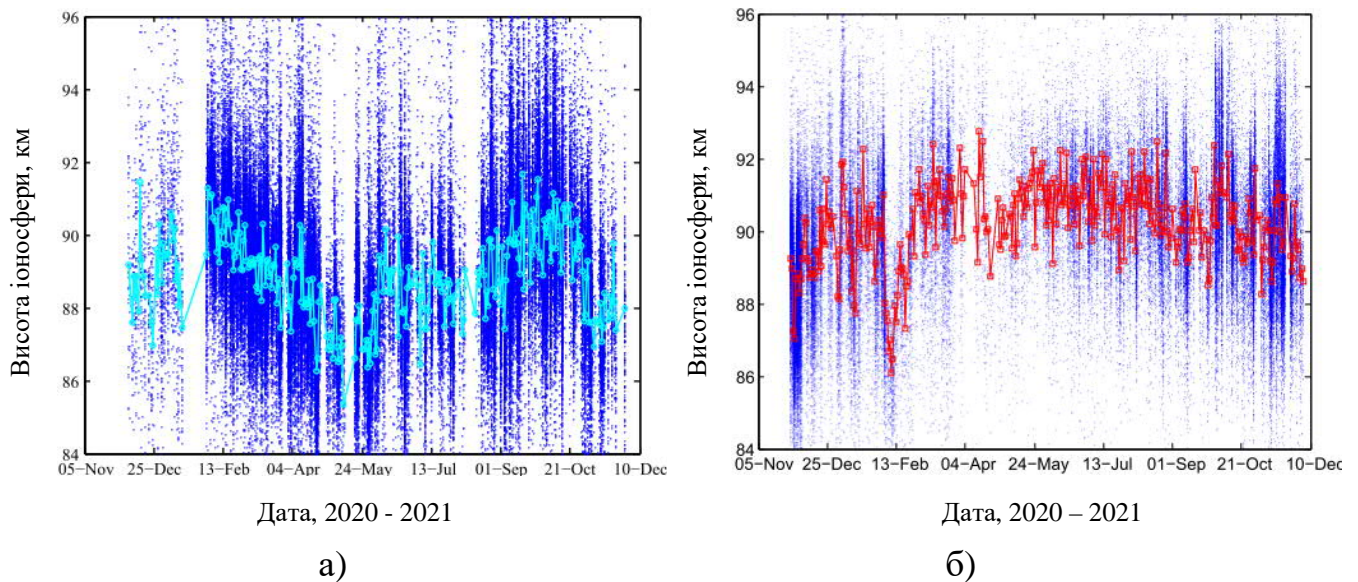 96
94
92
90
88
86
84
Висота іоносфери, км
05-Nov 25-Dec 13-Feb 04-Apr 24-May 13-Jul 01-Sep 21-Oct 10-Dec
Дата, 2020 - 2021
а)
96
94
92
90
88
86
84
Висота іоносфери, км
05-Nov 25-Dec 13-Feb 04-Apr 24-May 13-Jul 01-Sep 21-Oct 10-Dec
Дата, 2020 – 2021
б)